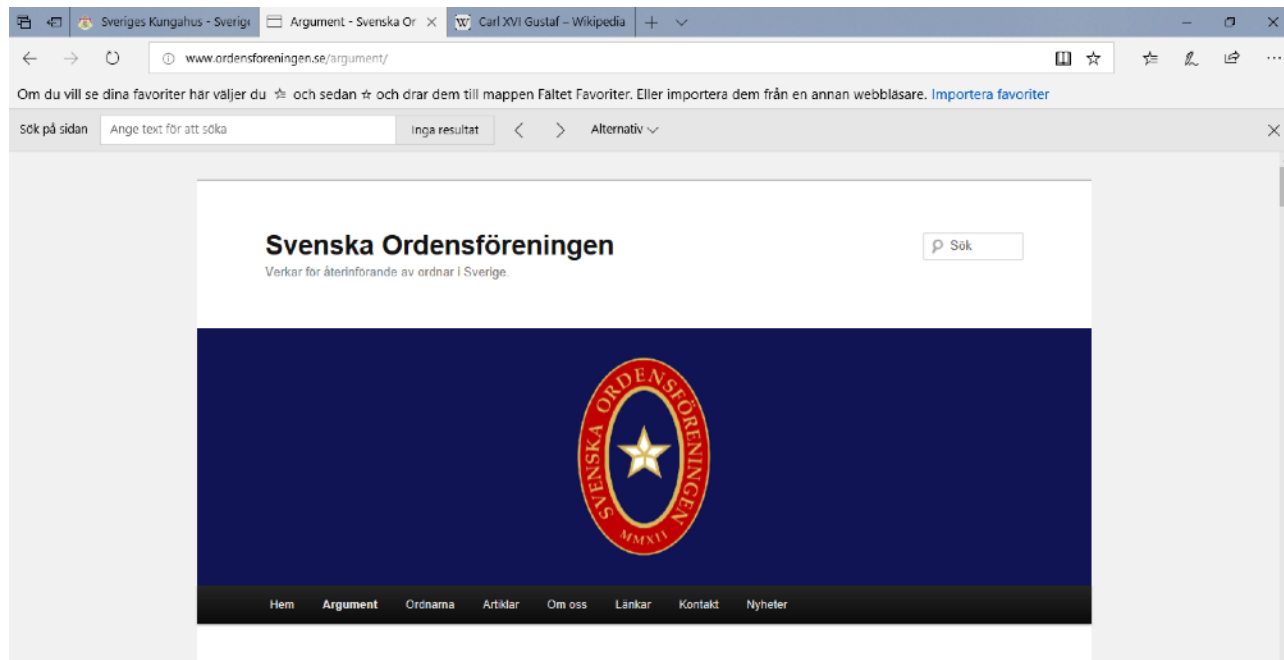 Sveriges Kungahus - Sverige
Argument - Svenska Or
W Carl XVI Gustaf – Wikipedia
www.ordensforeningen.se/argument/
Om du vill se dina favoriter här väljer du och sedan och drar dem till mappen Fältet Favoriter. Eller importera dem från en annan webbläsare. Importera favoriter
Sök på sidan Ange text för att söka Inga resultat Alternativ
Svenska Ordensföreningen
Sök
Verkar för återinförande av ordnar i Sverige.
SVENSKA ORDENSFÖRENINGEN
MMXII
Hem Argument Ordnarna Artiklar Om oss Länkar Kontakt Nyheter